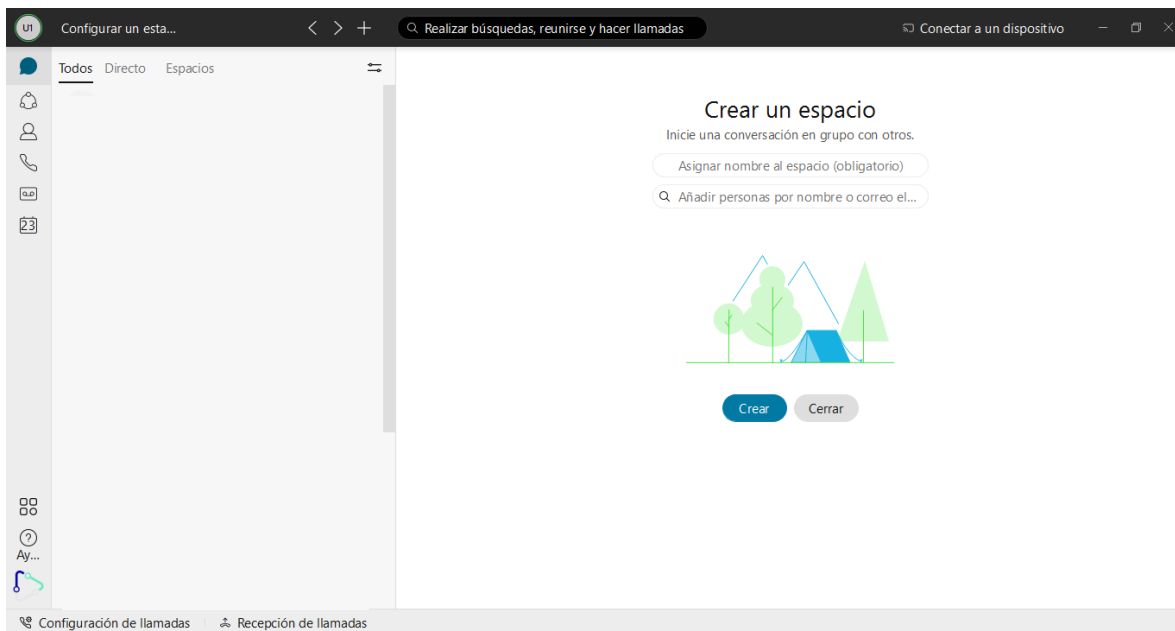 U1 Configurar un esta... Realizar búsquedas, reunirse y hacer llamadas Conectar a un dispositivo
Todos Directo Espacios
Crear un espacio
Inicie una conversación en grupo con otros.
Asignar nombre al espacio (obligatorio)
Añadir personas por nombre o correo el...
23
Crear Cerrar
Ay...
Configuración de llamadas Recepción de llamadas